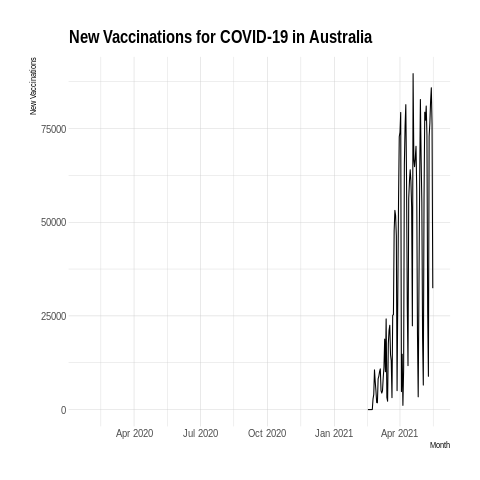 New Vaccinations for COVID-19 in Australia
New Vaccinations
75000
50000
25000
0
Apr 2020 Jul 2020 Oct 2020 Jan 2021 Apr 2021
Month